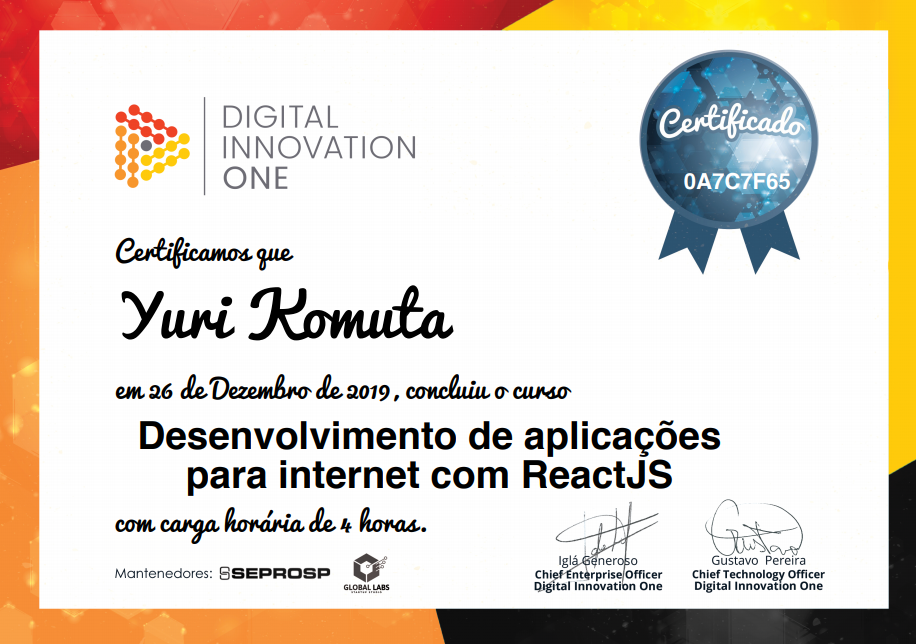 DIGITAL
INNOVATION
ONE
Certificado
0A7C7F65
Certificamos que
Yuri Komuta
em 26 de Dezembro de 2019, concluiu o curso
Desenvolvimento de aplicações
para internet com ReactJS
com carga horária de 4 horas.
Mantenedores: SEPROSP
GLOBAL LABS
STARTUP STUDIO
Iglá Generoso
Chief Enterprise Officer
Digital Innovation One
Gustavo Pereira
Chief Technology Officer
Digital Innovation One